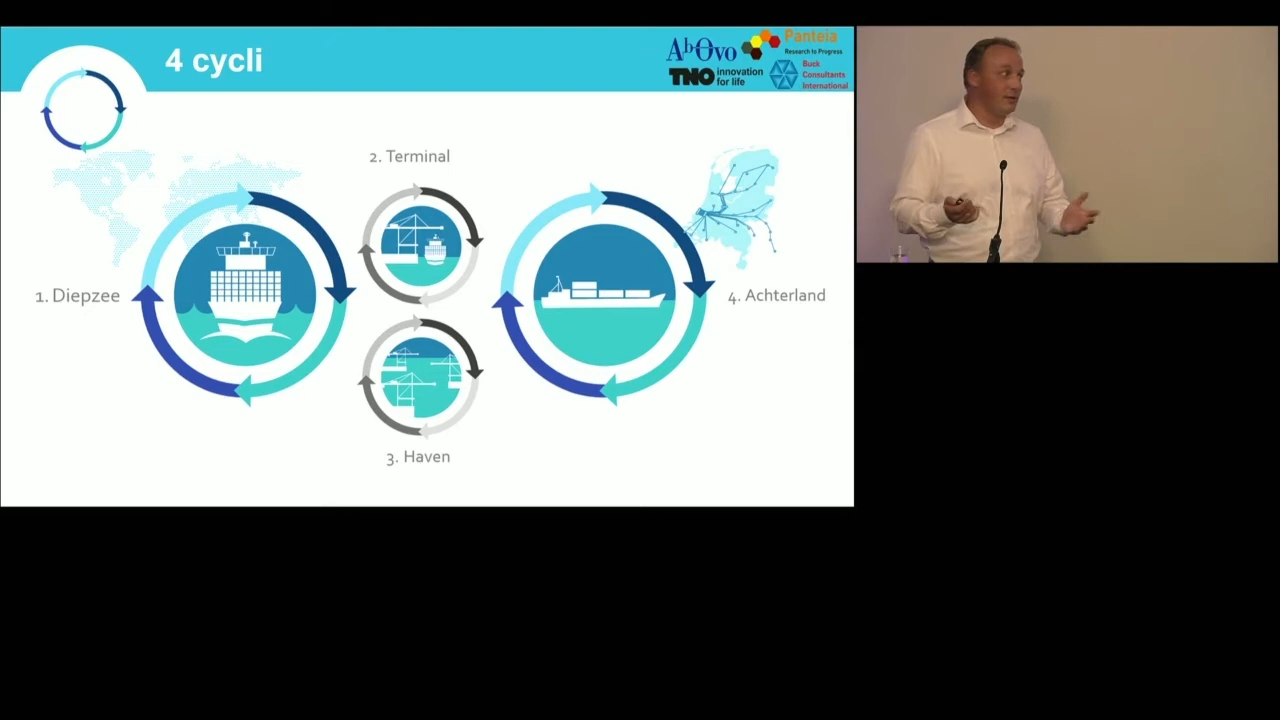 4 cycli
AbOvo
Panteia
Research to Progress
TNO innovation
for life
Buck
Consultants
International
2. Terminal
1. Diepzee
4. Achterland
3. Haven